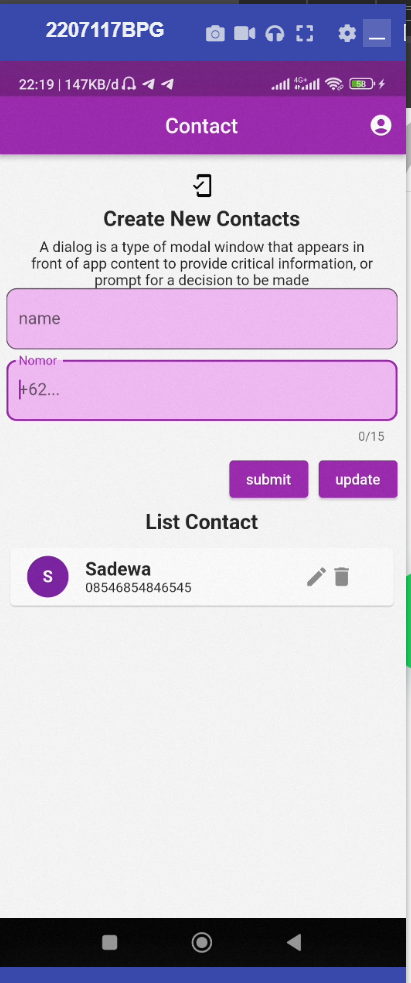 2207117BPG
22:19 | 147KB/d
4G+
58
Contact
Create New Contacts
A dialog is a type of modal window that appears in
front of app content to provide critical information, or
prompt for a decision to be made
name
Nomor
+62...
0/15
submit
update
List Contact
S
Sadewa
08546854846545